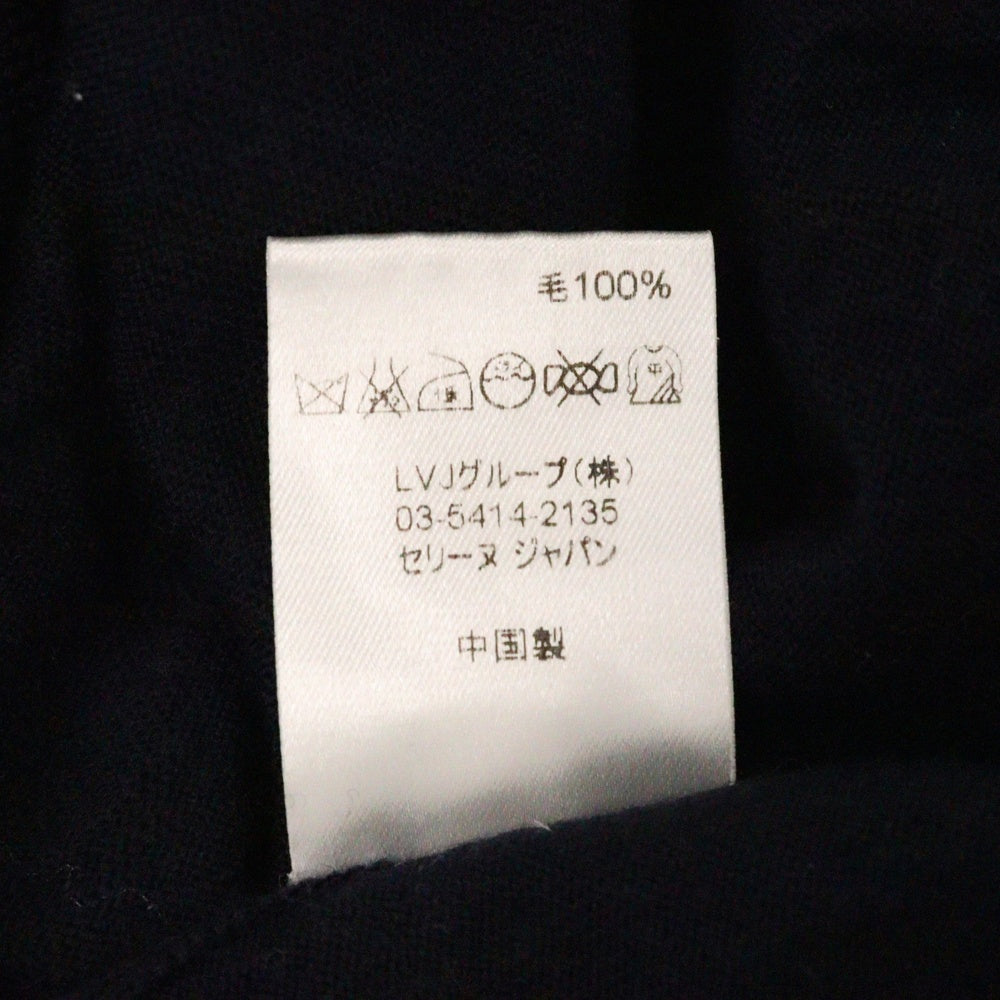 毛100%
中
LVJグループ(株)
03-5414-2135
セリーヌ ジャパン
中国製